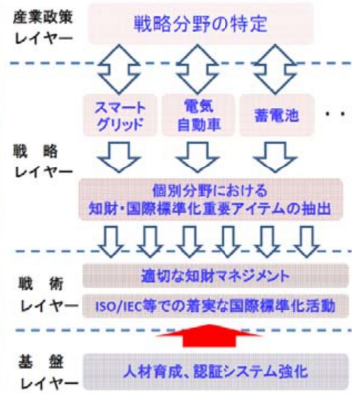 産業政策
レイヤー
戦略分野の特定
スマート
グリッド
電気
自動車
蓄電池
・・
戦 略
レイヤー
個別分野における
知財・国際標準化重要アイテムの抽出
戦 術
レイヤー
適切な知財マネジメント
ISO/IEC等での着実な国際標準化活動
基 盤
レイヤー
人材育成、認証システム強化